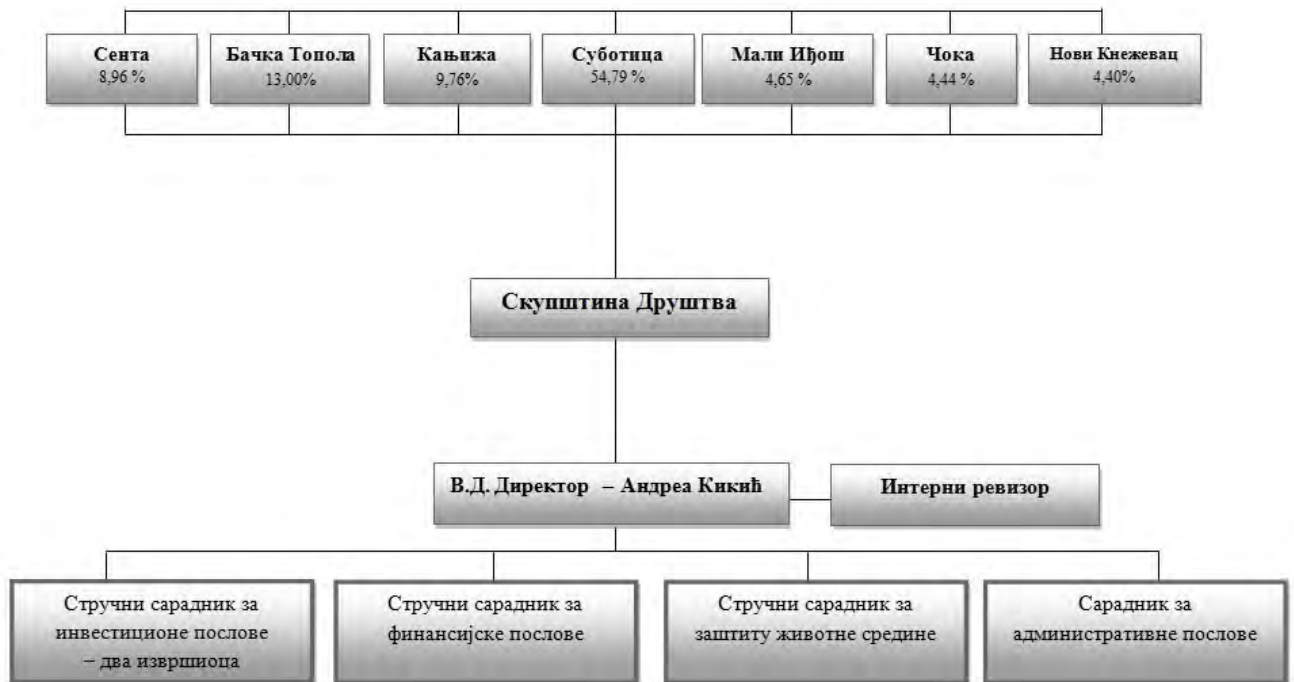 Сента
8,96 %
Бачка Топола
13,00%
Кањижа
9,76%
Суботица
54,79 %
Мали Иђош
4,65 %
Чока
4,44 %
Нови Кнежевац
4,40%
Скупштина Друштва
В.Д. Директор – Андреа Кикић
Интерни ревизор
Стручни сарадник за
инвестиционе послове
– два извршиоца
Стручни сарадник за
финансијске послове
Стручни сарадник за
заштиту животне средине
Сарадник за
административне послове